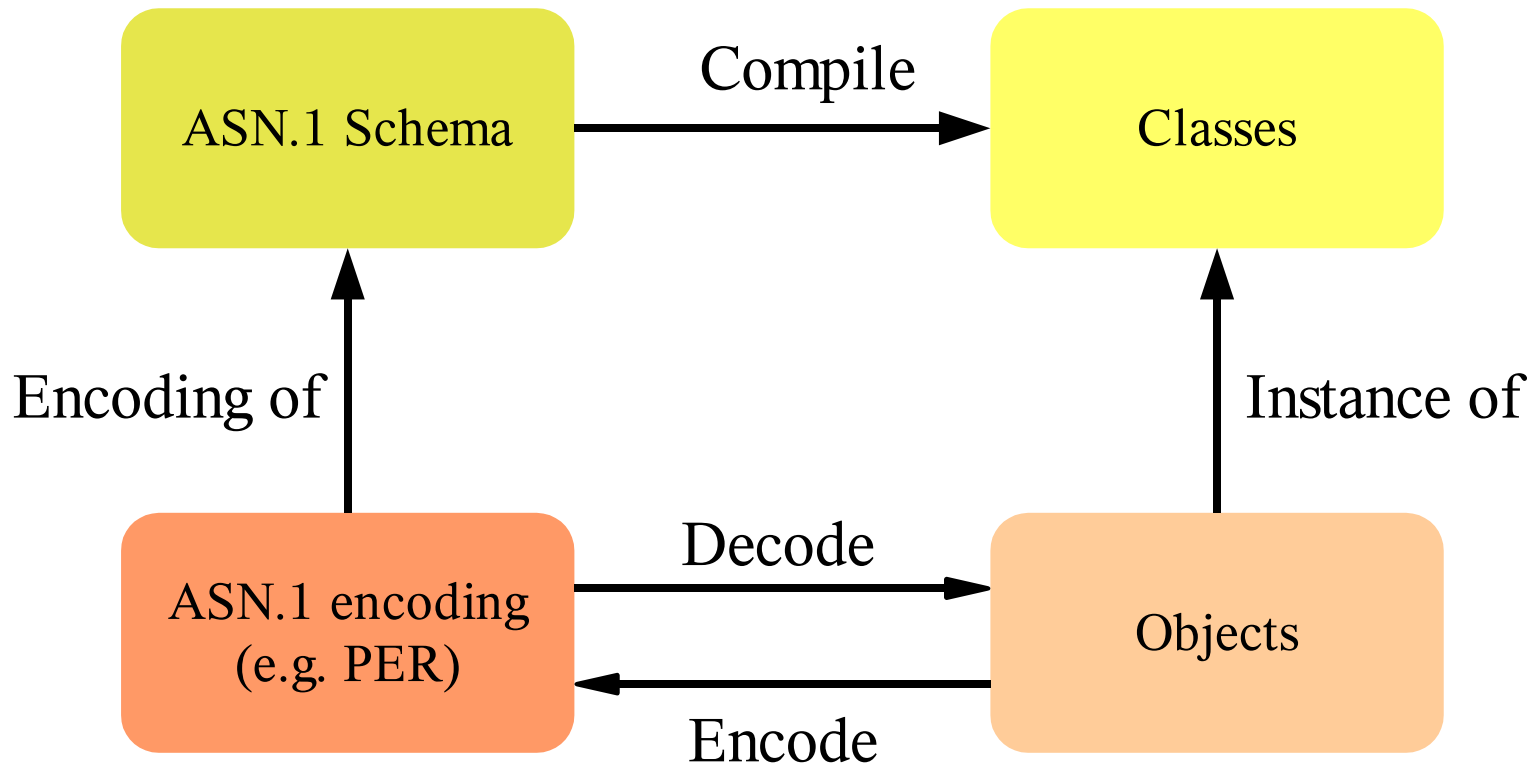 Compile
ASN.1 Schema
Classes
Encoding of
Instance of
Decode
ASN.1 encoding
(e.g. PER)
Objects
Encode